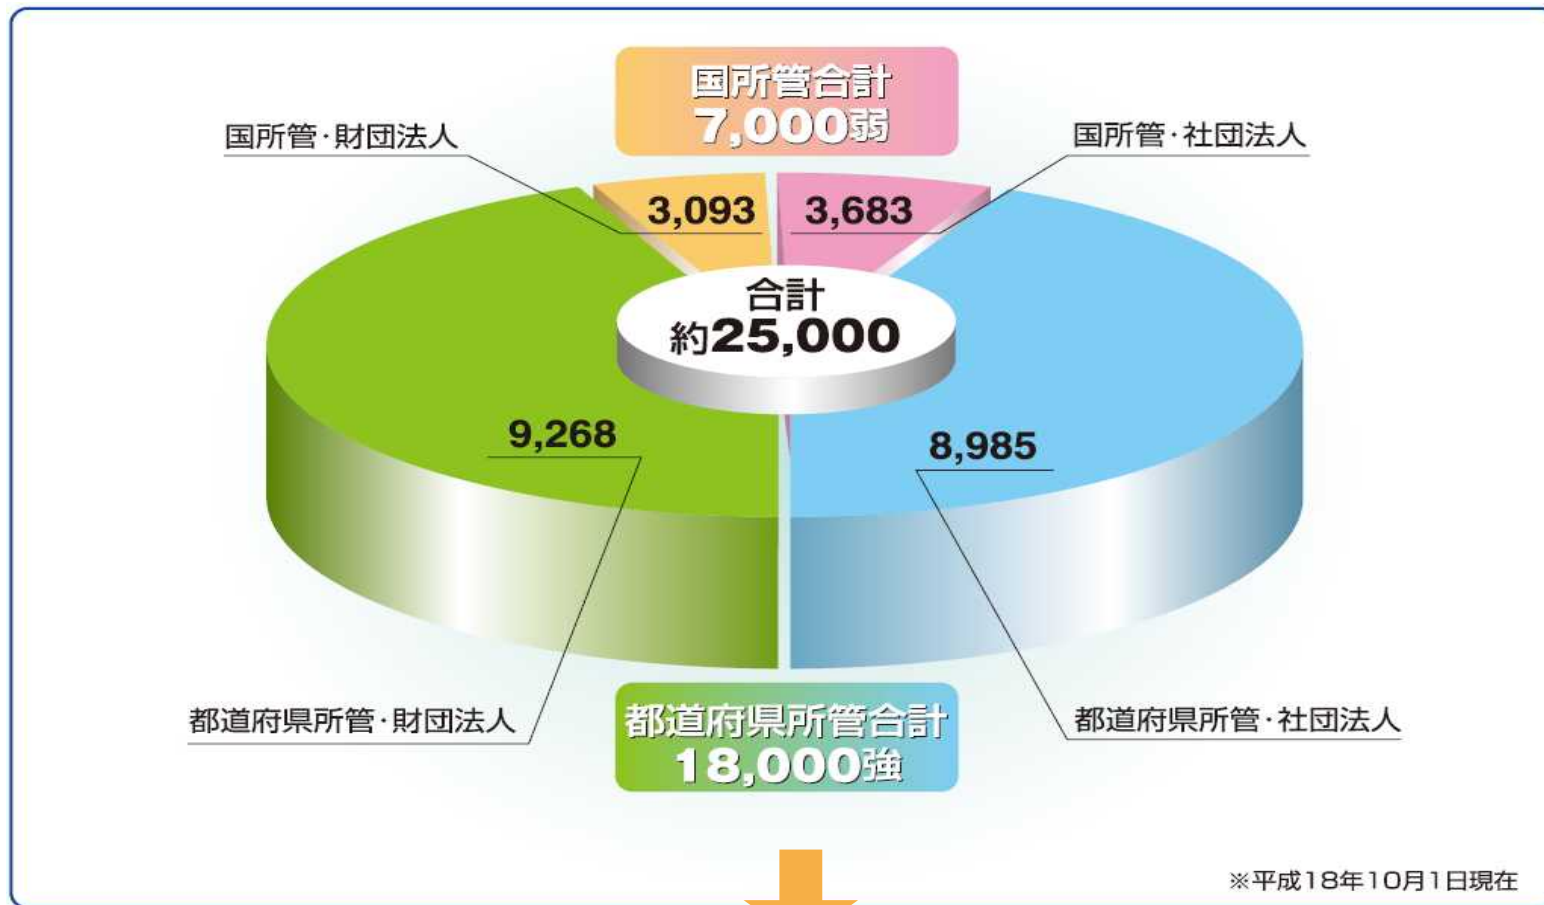 国所管合計
7,000弱
国所管・財団法人
国所管・社団法人
3,093
3,683
合計
約25,000
9,268
8,985
都道府県所管・財団法人
都道府県所管合計
18,000強
都道府県所管・社団法人
※平成18年10月1日現在